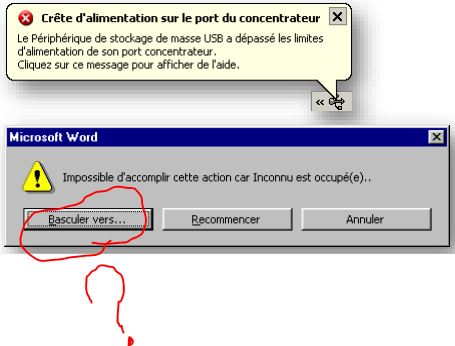 Crête d'alimentation sur le port du concentrateur
Le Périphérique de stockage de masse USB a dépassé les limites
d'alimentation de son port concentrateur.
Cliquez sur ce message pour afficher de l'aide.
«
Microsoft Word
Impossible d'accomplir cette action car Inconnu est occupé(e)..
Basculer vers... Recommencer Annuler
?